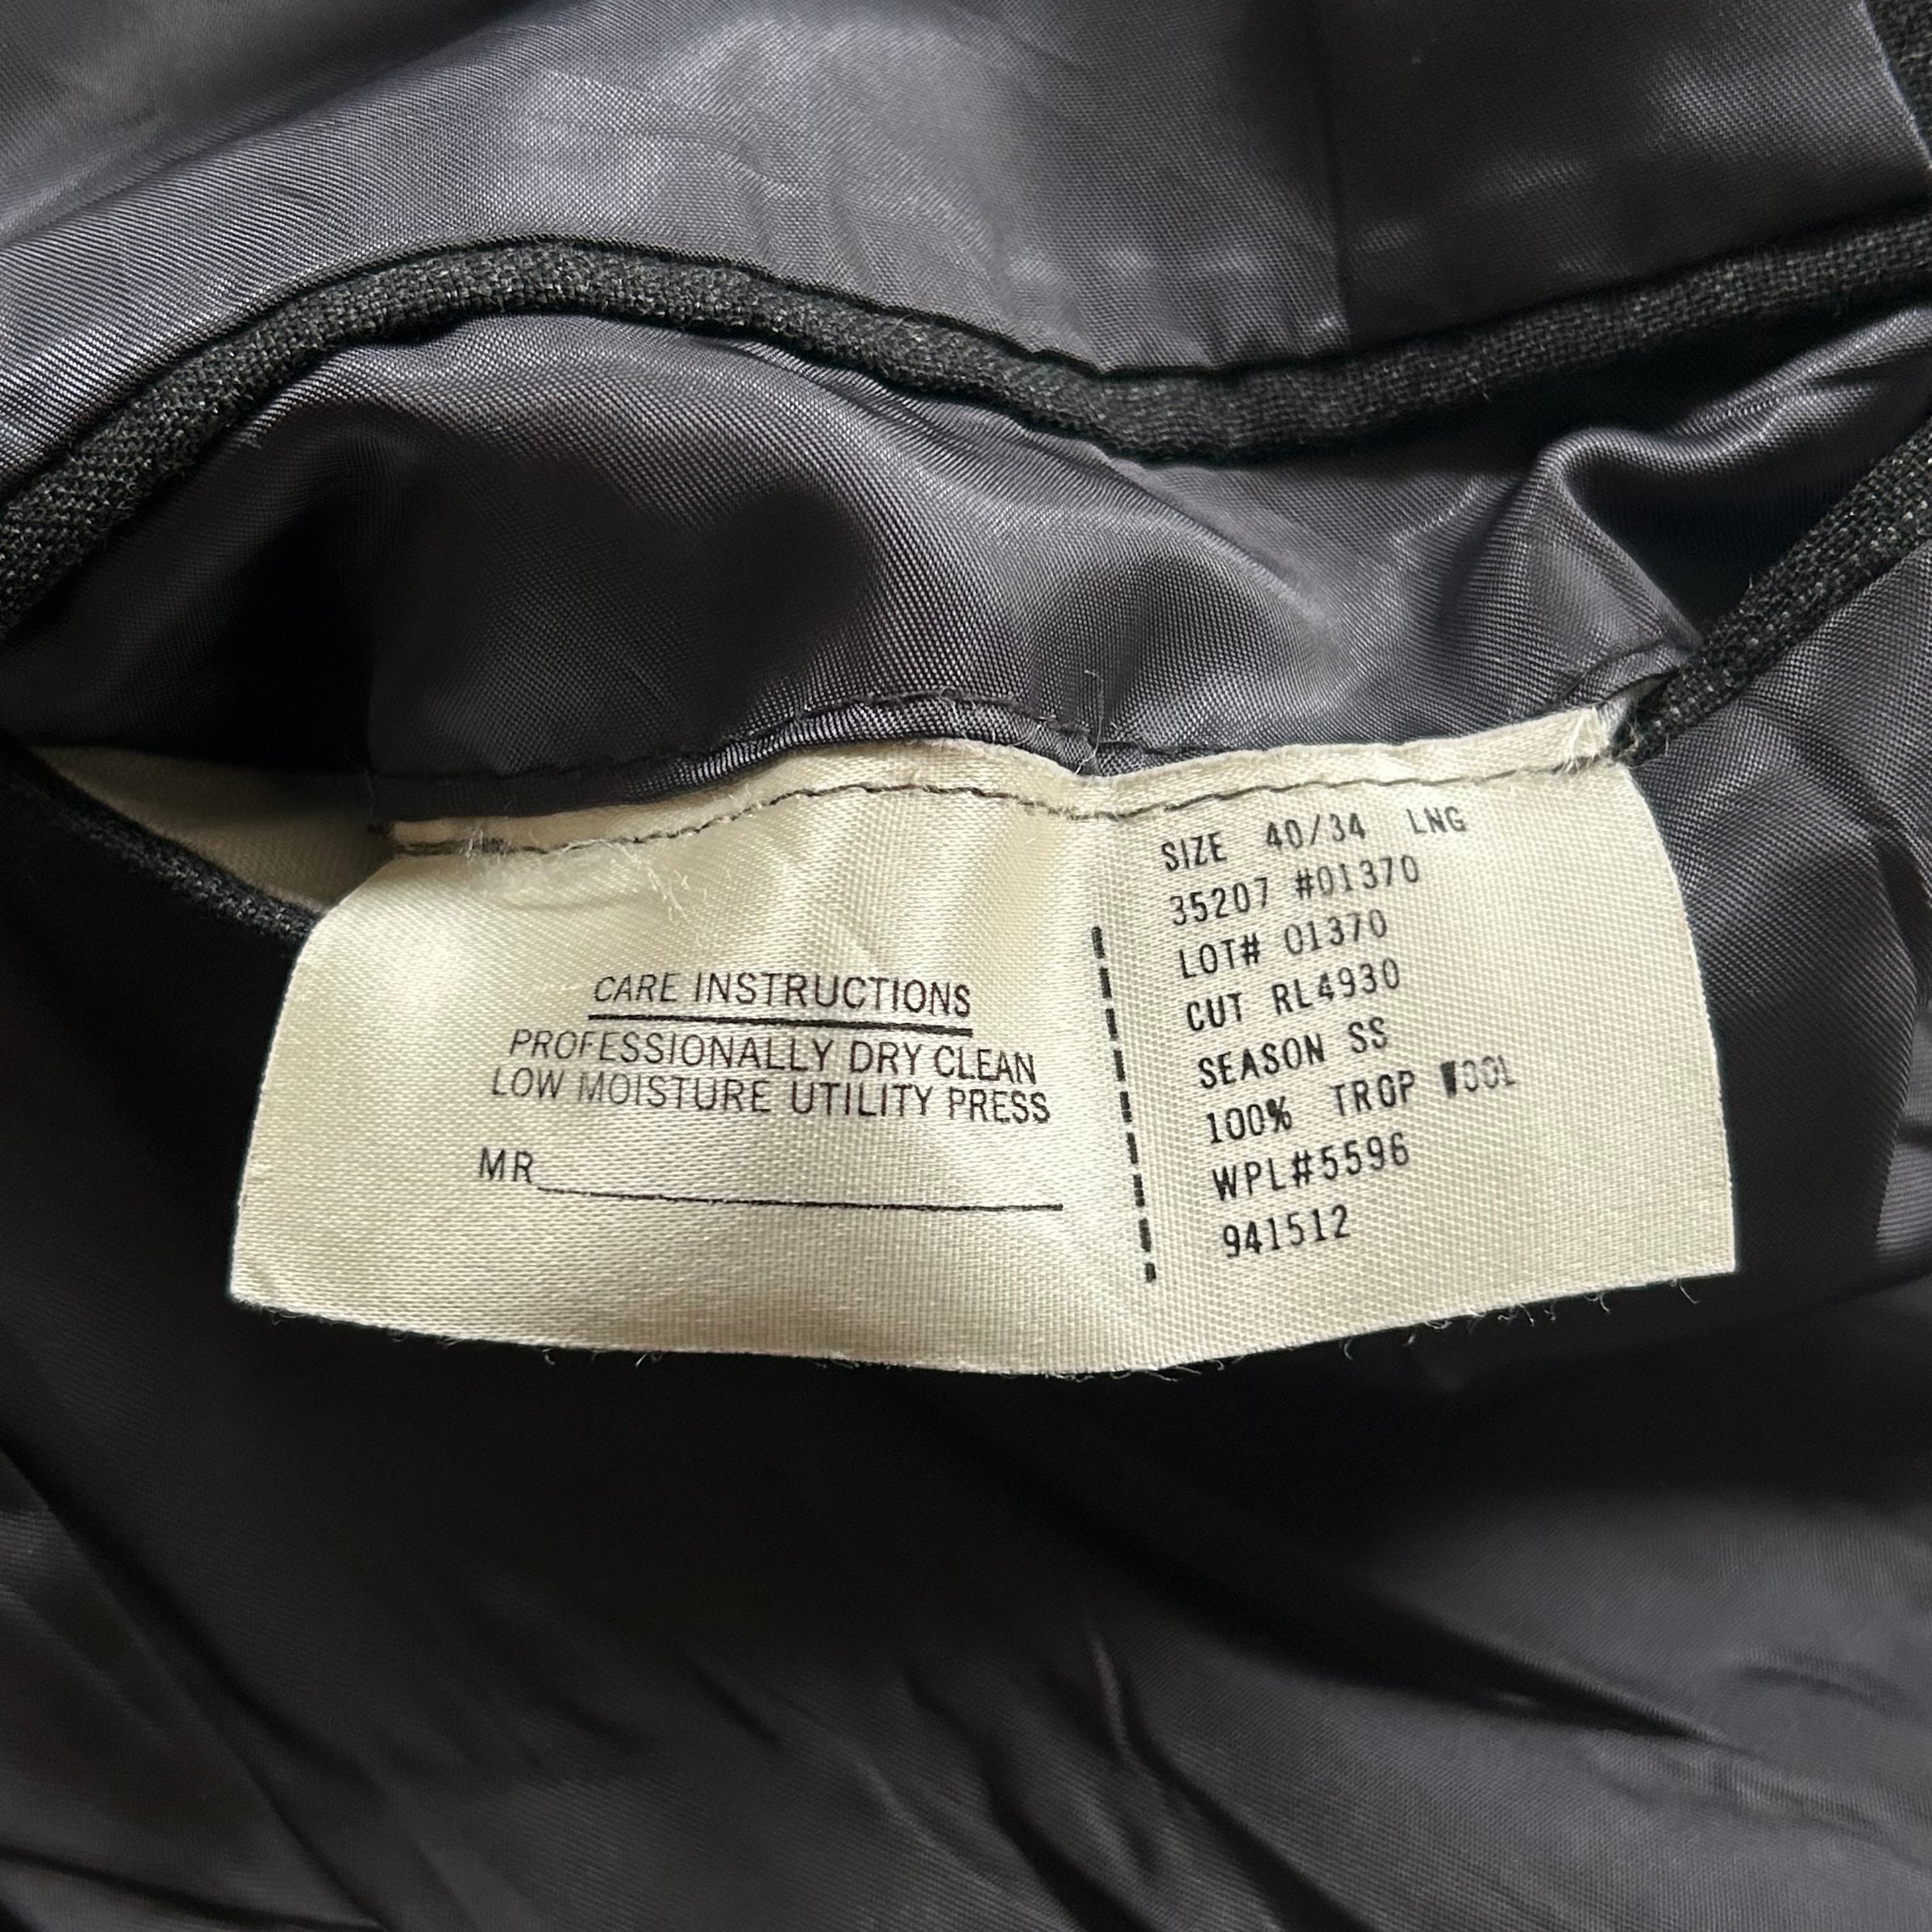 CARE INSTRUCTIONS
PROFESSIONALLY DRY CLEAN
LOW MOISTURE UTILITY PRESS
MR
SIZE 40/34 LNG
35207 #01370
LOT# 01370
CUT RL4930
SEASON SS
100% TROP WOOL
WPL#5596
941512